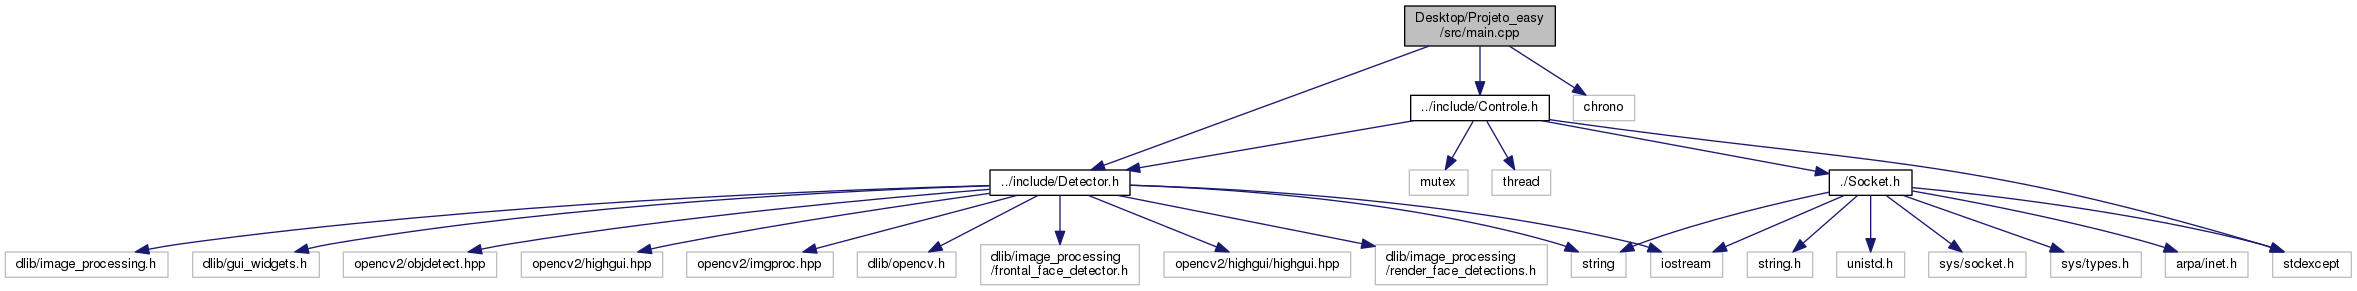 Desktop/Projeto_easy
/src/main.cpp
../include/Controle.h
chrono
../include/Detector.h
mutex
thread
./Socket.h
dlib/image_processing.h
dlib/gui_widgets.h
opencv2/objdetect.hpp
opencv2/highgui.hpp
opencv2/imgproc.hpp
dlib/opencv.h
dlib/image_processing
/frontal_face_detector.h
opencv2/highgui/highgui.hpp
dlib/image_processing
/render_face_detections.h
string
iostream
string.h
unistd.h
sys/socket.h
sys/types.h
arpa/inet.h
stdexcept